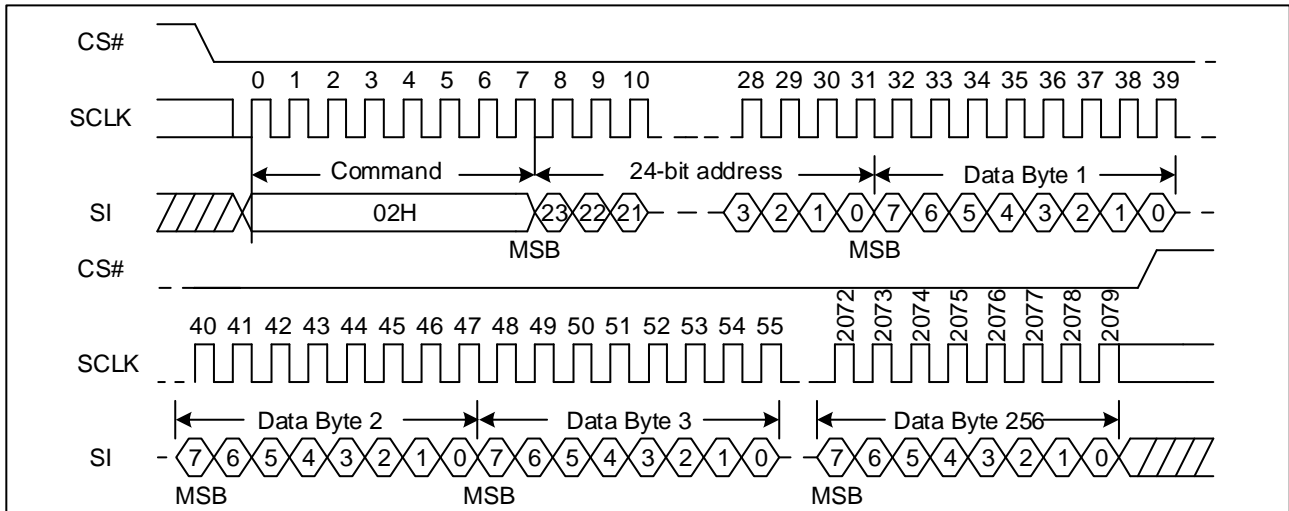 CS#
0 1 2 3 4 5 6 7 8 9 10 28 29 30 31 32 33 34 35 36 37 38 39
SCLK
Command 24-bit address Data Byte 1
SI 02H 23 22 21 3 2 1 0 7 6 5 4 3 2 1 0
MSB MSB
CS#
40 41 42 43 44 45 46 47 48 49 50 51 52 53 54 55 2072 2073 2074 2075 2076 2077 2078 2079
SCLK
Data Byte 2 Data Byte 3 Data Byte 256
SI 7 6 5 4 3 2 1 0 7 6 5 4 3 2 1 0 7 6 5 4 3 2 1 0
MSB MSB MSB